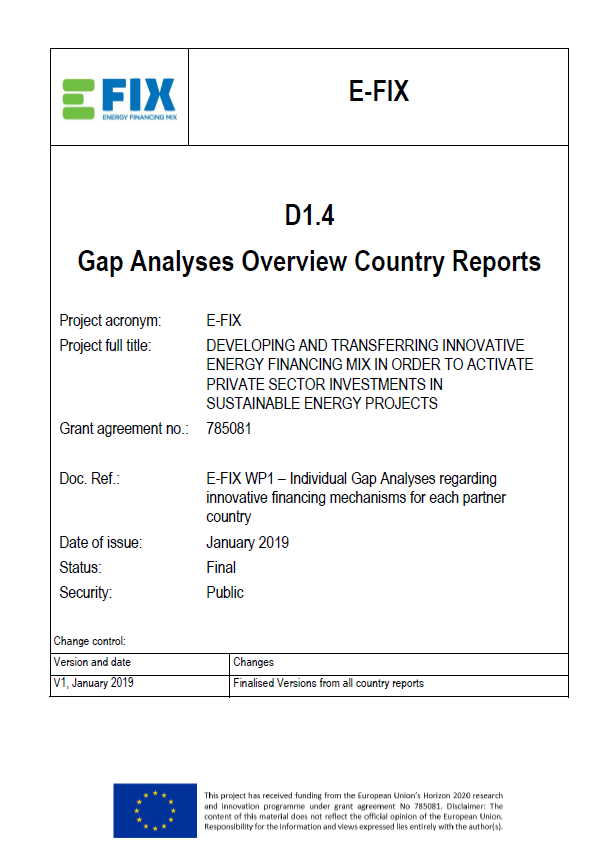 E FIX
ENERGY FINANCING MIX
E-FIX
D1.4
Gap Analyses Overview Country Reports
Project acronym: E-FIX
Project full title: DEVELOPING AND TRANSFERRING INNOVATIVE
ENERGY FINANCING MIX IN ORDER TO ACTIVATE
PRIVATE SECTOR INVESTMENTS IN
SUSTAINABLE ENERGY PROJECTS
Grant agreement no.: 785081
Doc. Ref.: E-FIX WP1 – Individual Gap Analyses regarding
innovative financing mechanisms for each partner
country
Date of issue: January 2019
Status: Final
Security: Public
Change control:
Version and date Changes
V1, January 2019 Finalised Versions from all country reports
This project has received funding from the European Union's Horizon 2020 research
and innovation programme under grant agreement No 785081. Disclaimer: The
content of this material does not reflect the official opinion of the European Union.
Responsibility for the information and views expressed lies entirely with the author(s).